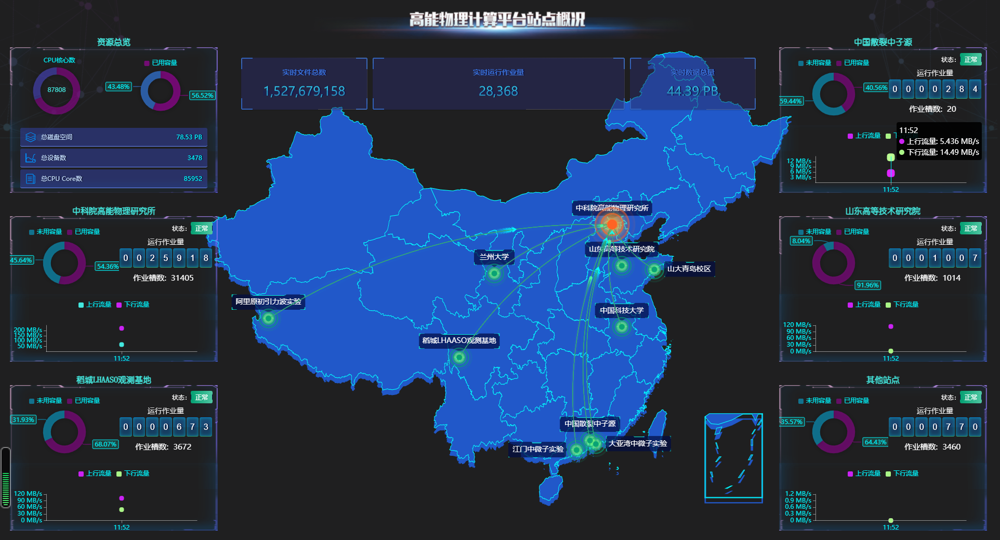 高能物理计算平台站点概况
资源总览
CPU核心数
87808
已用容量
43.48%
56.52%
总磁盘空间 78.53 PB
总设备数 3478
总CPU Core数 85952
中科院高能物理研究所
未用容量 已用容量
状态: 正常
运行作业量
45.64%
54.36%
0 0 2 5 9 1 8
作业槽数: 31405
上行流量 下行流量
200 MB/s
150 MB/s
100 MB/s
50 MB/s
11:52
稻城LHAASO观测基地
未用容量 已用容量
状态: 正常
运行作业量
31.93%
68.07%
0 0 0 0 6 7 3
作业槽数: 3672
上行流量 下行流量
120 MB/s
90 MB/s
60 MB/s
30 MB/s
0 MB/s
11:52
实时文件总数
1,527,679,158
实时运行作业量
28,368
实时数据总量
44.39 PB
中科院高能物理研究所
山东高等技术研究院
兰州大学
山大青岛校区
阿里原初引力波实验
中国科技大学
稻城LHAASO观测基地
中国散裂中子源
大亚湾中微子实验
江门中微子实验
中国散裂中子源
未用容量 已用容量
状态: 正常
运行作业量
59.44%
40.56%
0 0 0 0 2 8 4
作业槽数: 20
上行流量
11:52
上行流量: 5.436 MB/s
下行流量: 14.49 MB/s
12 MB/s
9 MB/s
6 MB/s
3 MB/s
11:52
山东高等技术研究院
未用容量 已用容量
状态: 正常
运行作业量
8.04%
91.96%
0 0 0 1 0 0 7
作业槽数: 1014
上行流量 下行流量
120 MB/s
90 MB/s
60 MB/s
30 MB/s
0 MB/s
11:52
其他站点
未用容量 已用容量
状态: 正常
运行作业量
35.57%
64.43%
0 0 0 0 7 7 0
作业槽数: 3460
上行流量 下行流量
1.2 MB/s
0.9 MB/s
0.6 MB/s
0.3 MB/s
0 MB/s
11:52